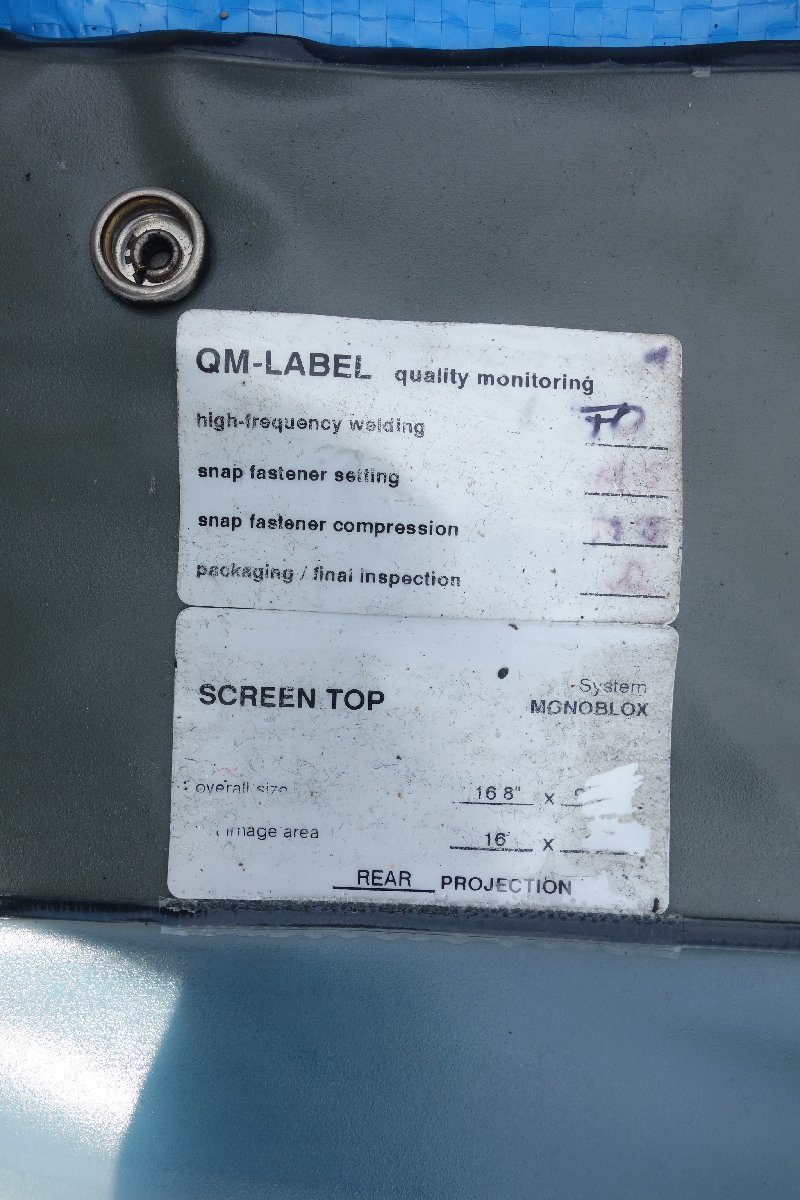 QM-LABEL quality monitoring
high-frequency welding
snap fastener setting
snap fastener compression
packaging / final inspection
SCREEN TOP
System
MONOBLOX
overall size 16 8" x
image area 16' x
REAR PROJECTION